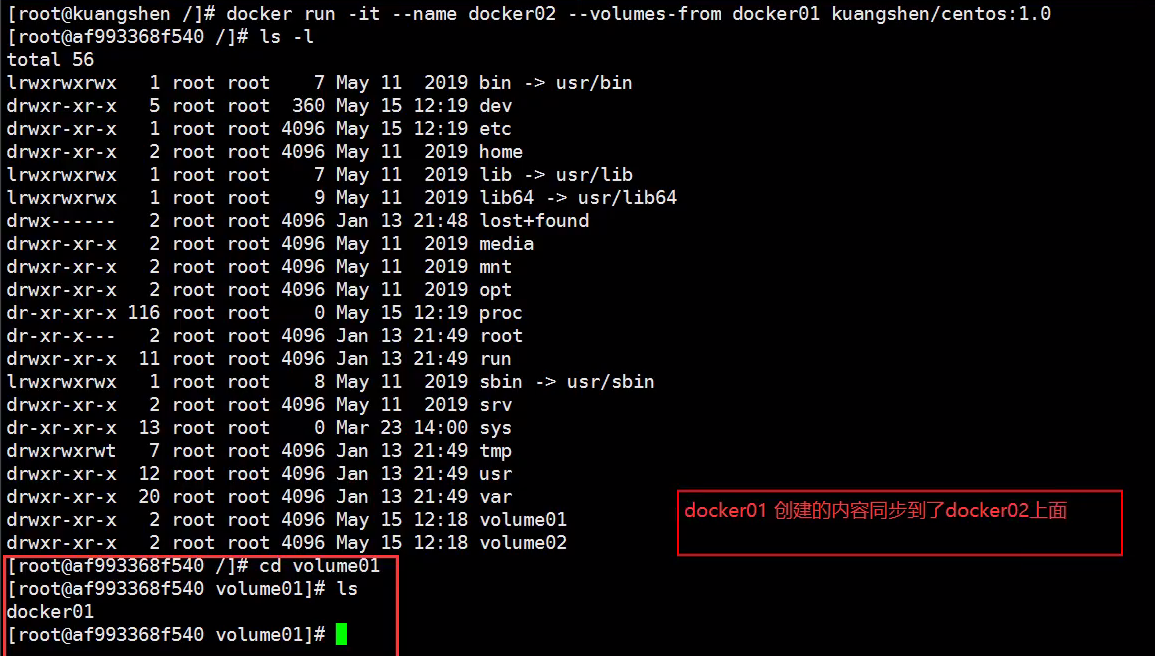 [root@kuangshen /]# docker run -it --name docker02 --volumes-from docker01 kuangshen/centos:1.0
[root@af993368f540 /]# ls -l
total 56
lrwxrwxrwx   1 root root    7 May 11  2019 bin -> usr/bin
drwxr-xr-x   5 root root  360 May 15 12:19 dev
drwxr-xr-x   1 root root 4096 May 15 12:19 etc
drwxr-xr-x   2 root root 4096 May 11  2019 home
lrwxrwxrwx   1 root root    7 May 11  2019 lib -> usr/lib
lrwxrwxrwx   1 root root    9 May 11  2019 lib64 -> usr/lib64
drwx------   2 root root 4096 Jan 13 21:48 lost+found
drwxr-xr-x   2 root root 4096 May 11  2019 media
drwxr-xr-x   2 root root 4096 May 11  2019 mnt
drwxr-xr-x   2 root root 4096 May 11  2019 opt
dr-xr-xr-x 116 root root    0 May 15 12:19 proc
dr-xr-x---   2 root root 4096 Jan 13 21:49 root
drwxr-xr-x  11 root root 4096 Jan 13 21:49 run
lrwxrwxrwx   1 root root    8 May 11  2019 sbin -> usr/sbin
drwxr-xr-x   2 root root 4096 May 11  2019 srv
dr-xr-xr-x  13 root root    0 Mar 23 14:00 sys
drwxrwxrwt   7 root root 4096 Jan 13 21:49 tmp
drwxr-xr-x  12 root root 4096 Jan 13 21:49 usr
drwxr-xr-x  20 root root 4096 Jan 13 21:49 var
drwxr-xr-x   2 root root 4096 May 15 12:18 volume01
drwxr-xr-x   2 root root 4096 May 15 12:18 volume02
docker01 创建的内容同步到了docker02上面
[root@af993368f540 /]# cd volume01
[root@af993368f540 volume01]# ls
docker01
[root@af993368f540 volume01]#